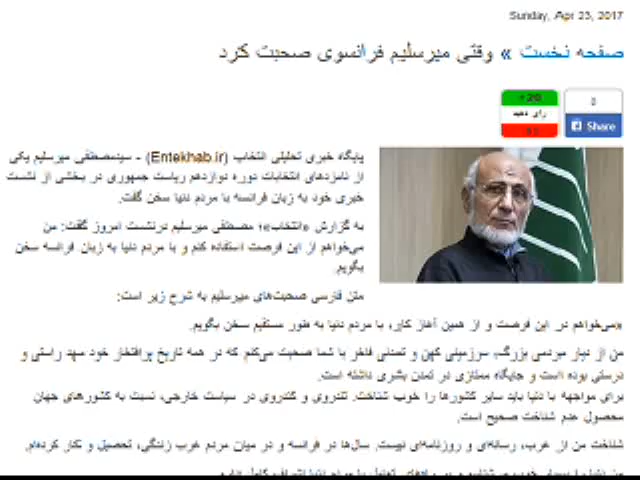 Sunday, Apr 23, 2017
صفحه نخست » وقتی میرسلیم فرانسوی صحبت کرد
+20
رای دهید
0
Share
پایگاه خبری تحلیلی انتخاب (Entekhab.ir) - سیدمصطفی میرسلیم یکی
از نامزدهای انتخابات دوره دوازدهم ریاست جمهوری در بخشی از نشست
خبری خود به زبان فرانسه با مردم دنیا سخن گفت.
به گزارش «انتخاب»؛ مصطفی میرسلیم درنشست امروز گفت: من
می‌خواهم از این فرصت استفاده کنم و با مردم دنیا به زبان فرانسه سخن
بگویم.
متن فارسی صحبت‌های میرسلیم به شرح زیر است:
«می‌خواهم در این فرصت و از همین آغاز کار، با مردم دنیا به طور مستقیم سخن بگویم.
من از دیار مردمی بزرگ، سرزمینی کهن و تمدنی فاخر با شما صحبت می‌کنم که در همه تاریخ پرافتخار خود مهد راستی و
درستی بوده است و جایگاه ممتازی در تمدن بشری داشته است.
برای مواجهه با دنیا باید سایر کشورها را خوب شناخت. تندروی و کندروی در سیاست خارجی، نسبت به کشورهای جهان
محصول عدم شناخت صحیح است.
شناخت من از غرب، رسانه‌ای و روزنامه‌ای نیست. سال‌ها در فرانسه و در میان مردم غرب زندگی، تحصیل و کار کرده‌ام.